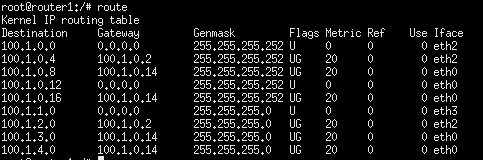 root@router1:/# route
Kernel IP routing table
Destination Gateway Genmask Flags Metric Ref Use Iface
100.1.0.0 0.0.0.0 255.255.255.252 U 0 0 0 eth2
100.1.0.4 100.1.0.2 255.255.255.252 UG 20 0 0 eth2
100.1.0.8 100.1.0.14 255.255.255.252 UG 20 0 0 eth0
100.1.0.12 0.0.0.0 255.255.255.252 U 0 0 0 eth0
100.1.0.16 100.1.0.14 255.255.255.252 UG 20 0 0 eth0
100.1.1.0 0.0.0.0 255.255.255.0 U 0 0 0 eth3
100.1.2.0 100.1.0.2 255.255.255.0 UG 20 0 0 eth2
100.1.3.0 100.1.0.14 255.255.255.0 UG 20 0 0 eth0
100.1.4.0 100.1.0.14 255.255.255.0 UG 20 0 0 eth0
root@router1:/#